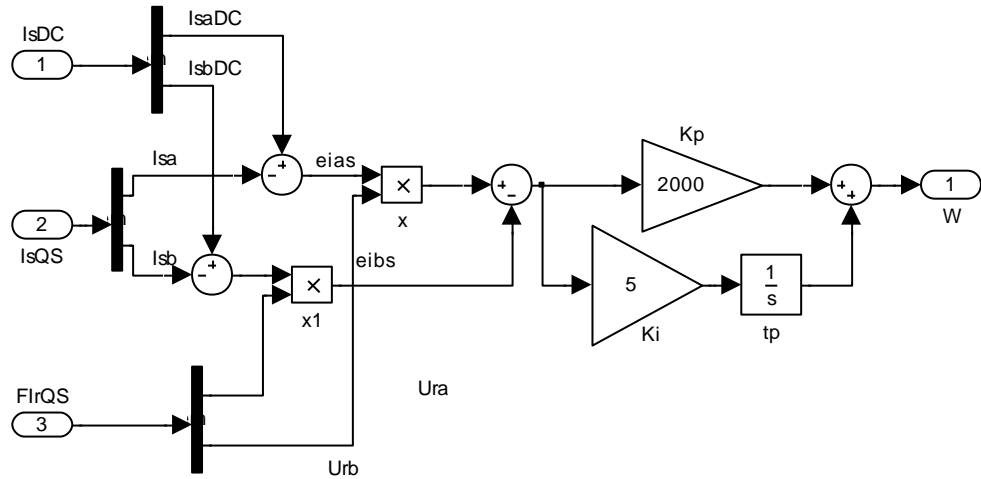 IsDC
1
IsaDC
IsbDC
Isa
eias
2
IsQS
Isb
eibs
x
x1
Kp
2000
5
Ki
1
s
tp
1
W
FIrQS
3
Ura
Urb